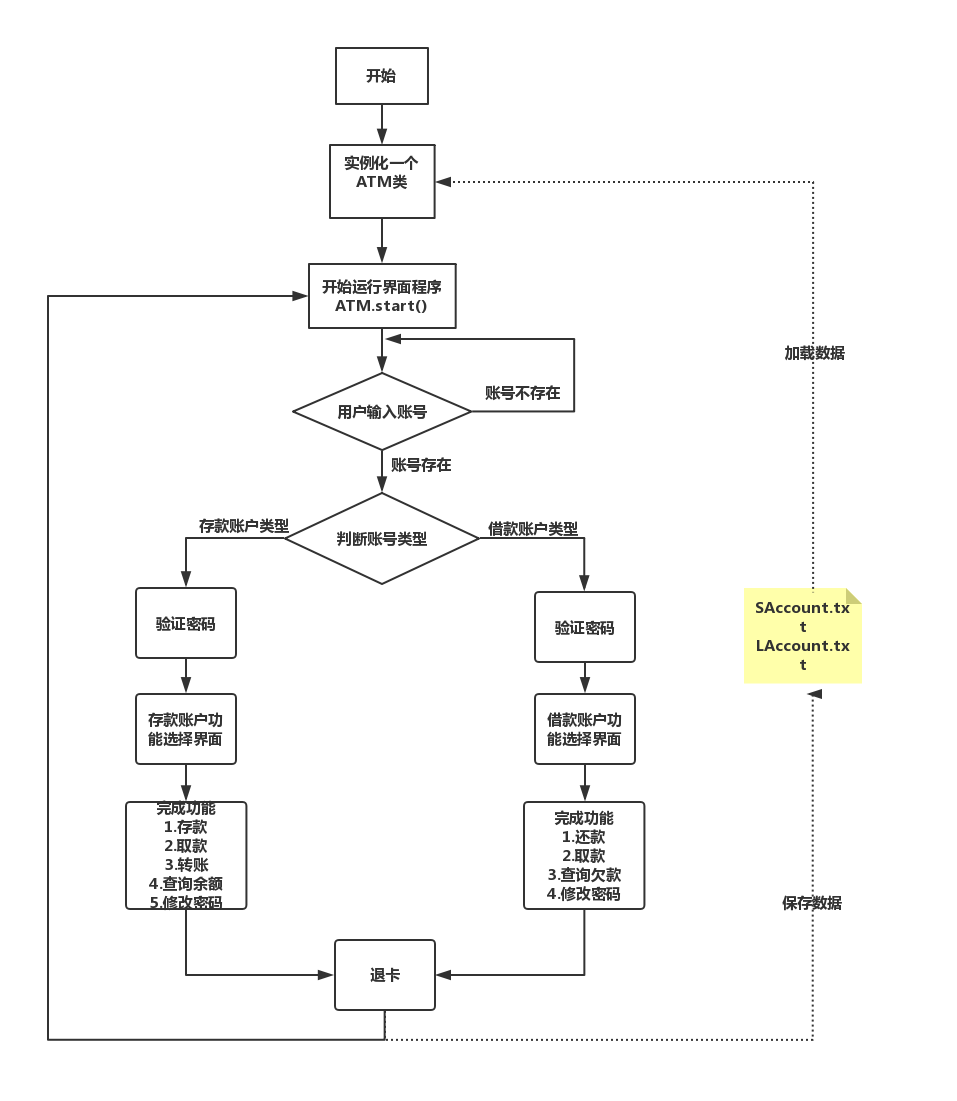 开始
实例化一个
ATM类
开始运行界面程序
ATM.start()
账号不存在
用户输入账号
账号存在
存款账户类型
判断账号类型
借款账户类型
加载数据
验证密码
验证密码
SAccount.tx
t
LAccount.tx
t
存款账户功
能选择界面
借款账户功
能选择界面
完成功能
1.存款
2.取款
3.转账
4.查询余额
5.修改密码
完成功能
1.还款
2.取款
3.查询欠款
4.修改密码
保存数据
退卡